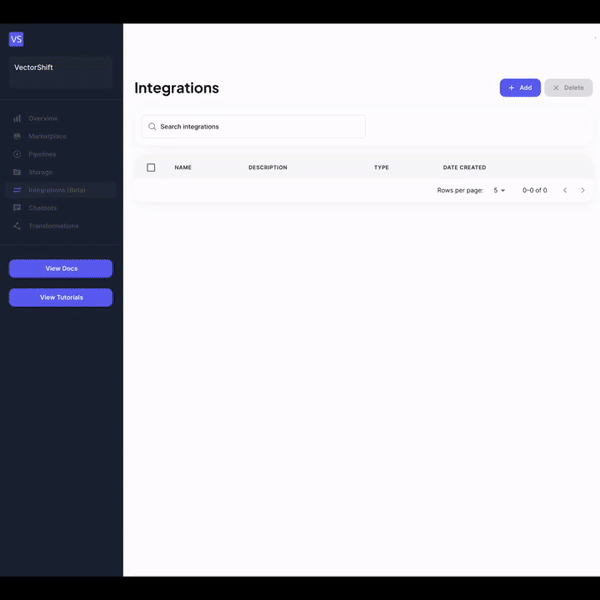 VS
VectorShift
Overview
Marketplace
Pipelines
Storage
Integrations (Beta)
Chatbots
Transformations
View Docs
View Tutorials
Integrations
+ Add
× Delete
Search integrations
NAME DESCRIPTION TYPE DATE CREATED
Rows per page: 5 0–0 of 0